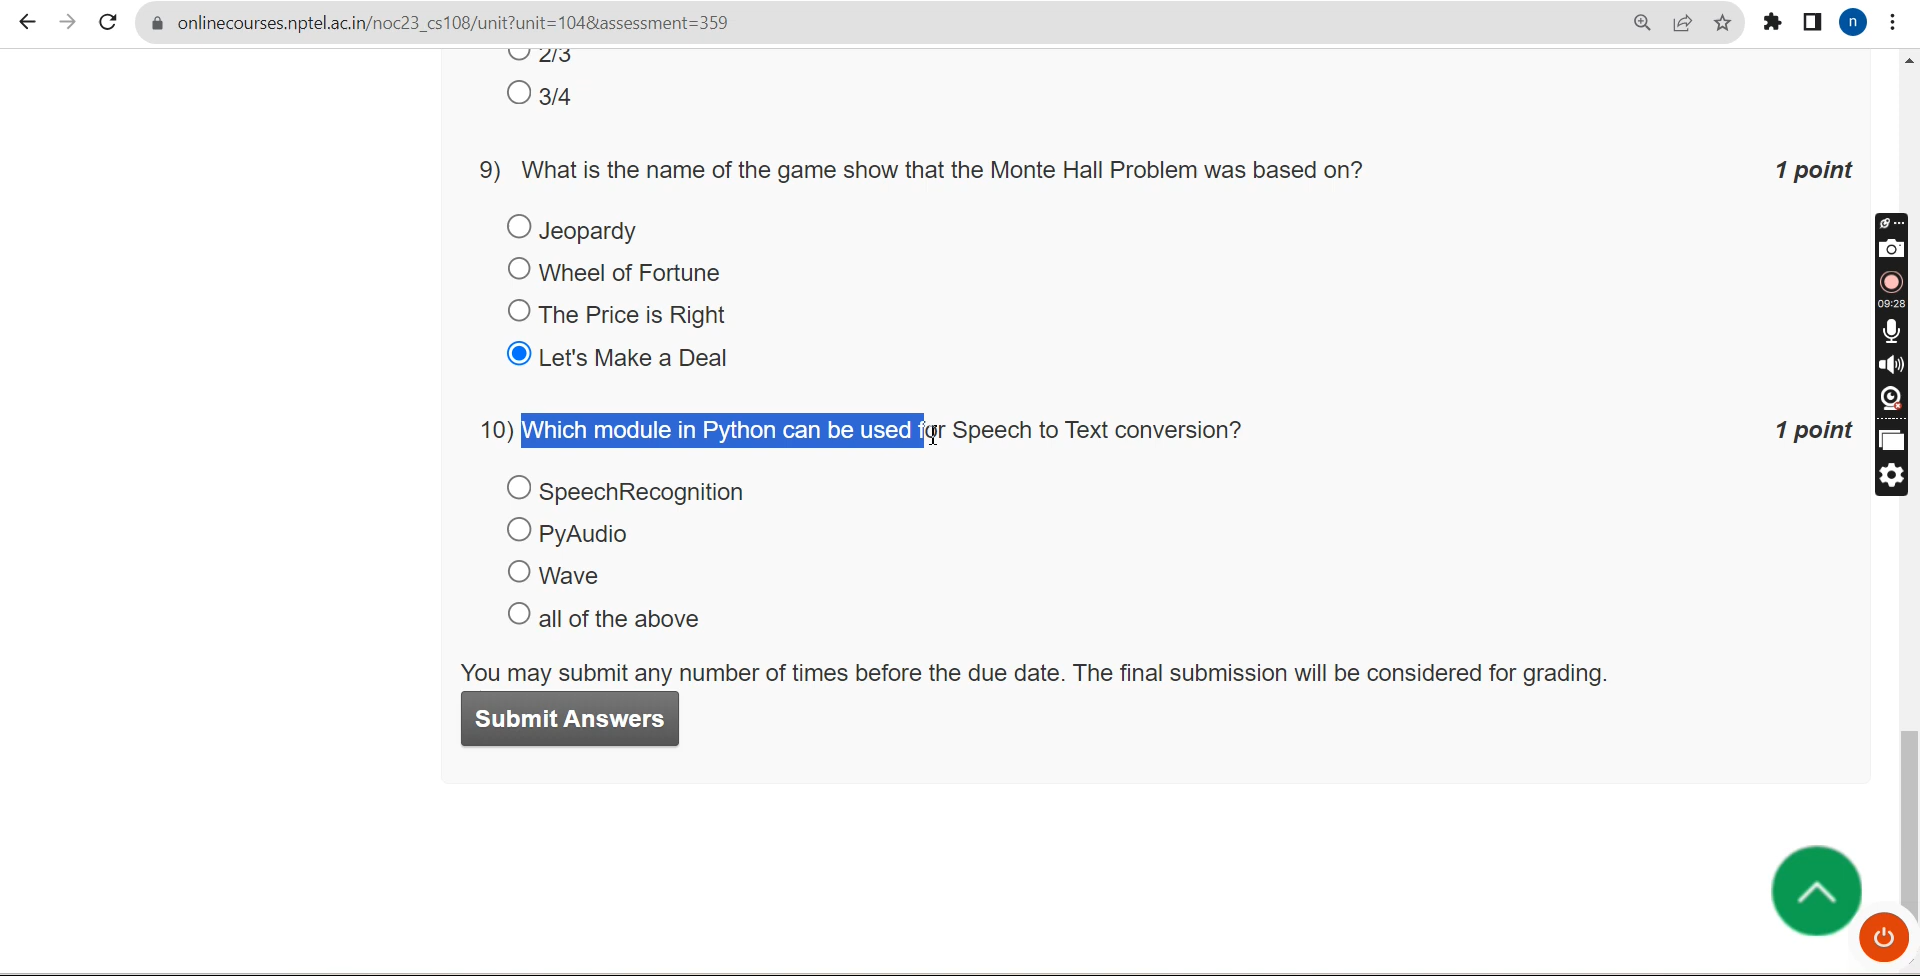 onlinecourses.nptel.ac.in/noc23_cs108/unit?unit=104&assessment=359
n
2/3
3/4
9) What is the name of the game show that the Monte Hall Problem was based on? 1 point
Jeopardy
Wheel of Fortune
The Price is Right
Let's Make a Deal
09:28
10) Which module in Python can be used for Speech to Text conversion? 1 point
SpeechRecognition
PyAudio
Wave
all of the above
You may submit any number of times before the due date. The final submission will be considered for grading.
Submit Answers